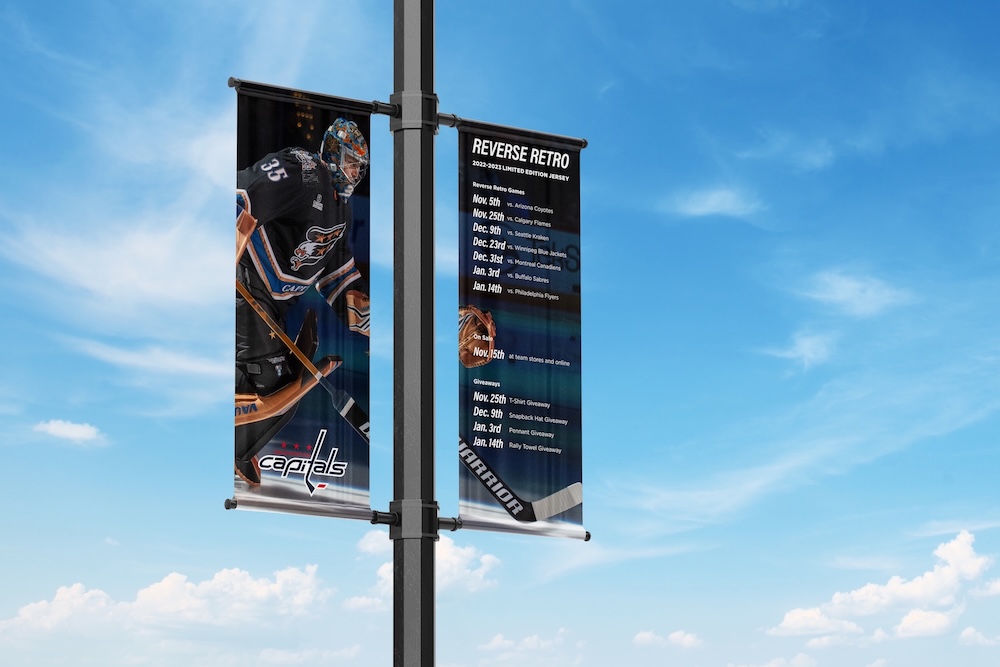 35
CAPI
VAU
capitals
REVERSE RETRO
2022-2023 LIMITED EDITION JERSEY
Reverse Retro Games
Nov. 5th vs. Arizona Coyotes
Nov. 25th vs. Calgary Flames
Dec. 9th vs. Seattle Kraken
Dec. 23rd vs. Winnipeg Blue Jackets
Dec. 31st vs. Montreal Canadiens
Jan. 3rd vs. Buffalo Sabres
Jan. 14th vs. Philadelphia Flyers
On Sale
Nov. 15th at team stores and online
Giveaways
Nov. 25th T-Shirt Giveaway
Dec. 9th Snapback Hat Giveaway
Jan. 3rd Pennant Giveaway
Jan. 14th Rally Towel Giveaway
WARRIOR